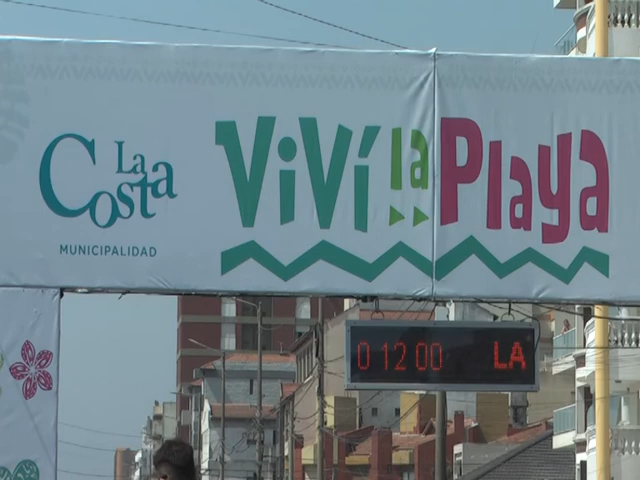 La
Costa
MUNICIPALIDAD
Viví la Playa
0 12 00 LA